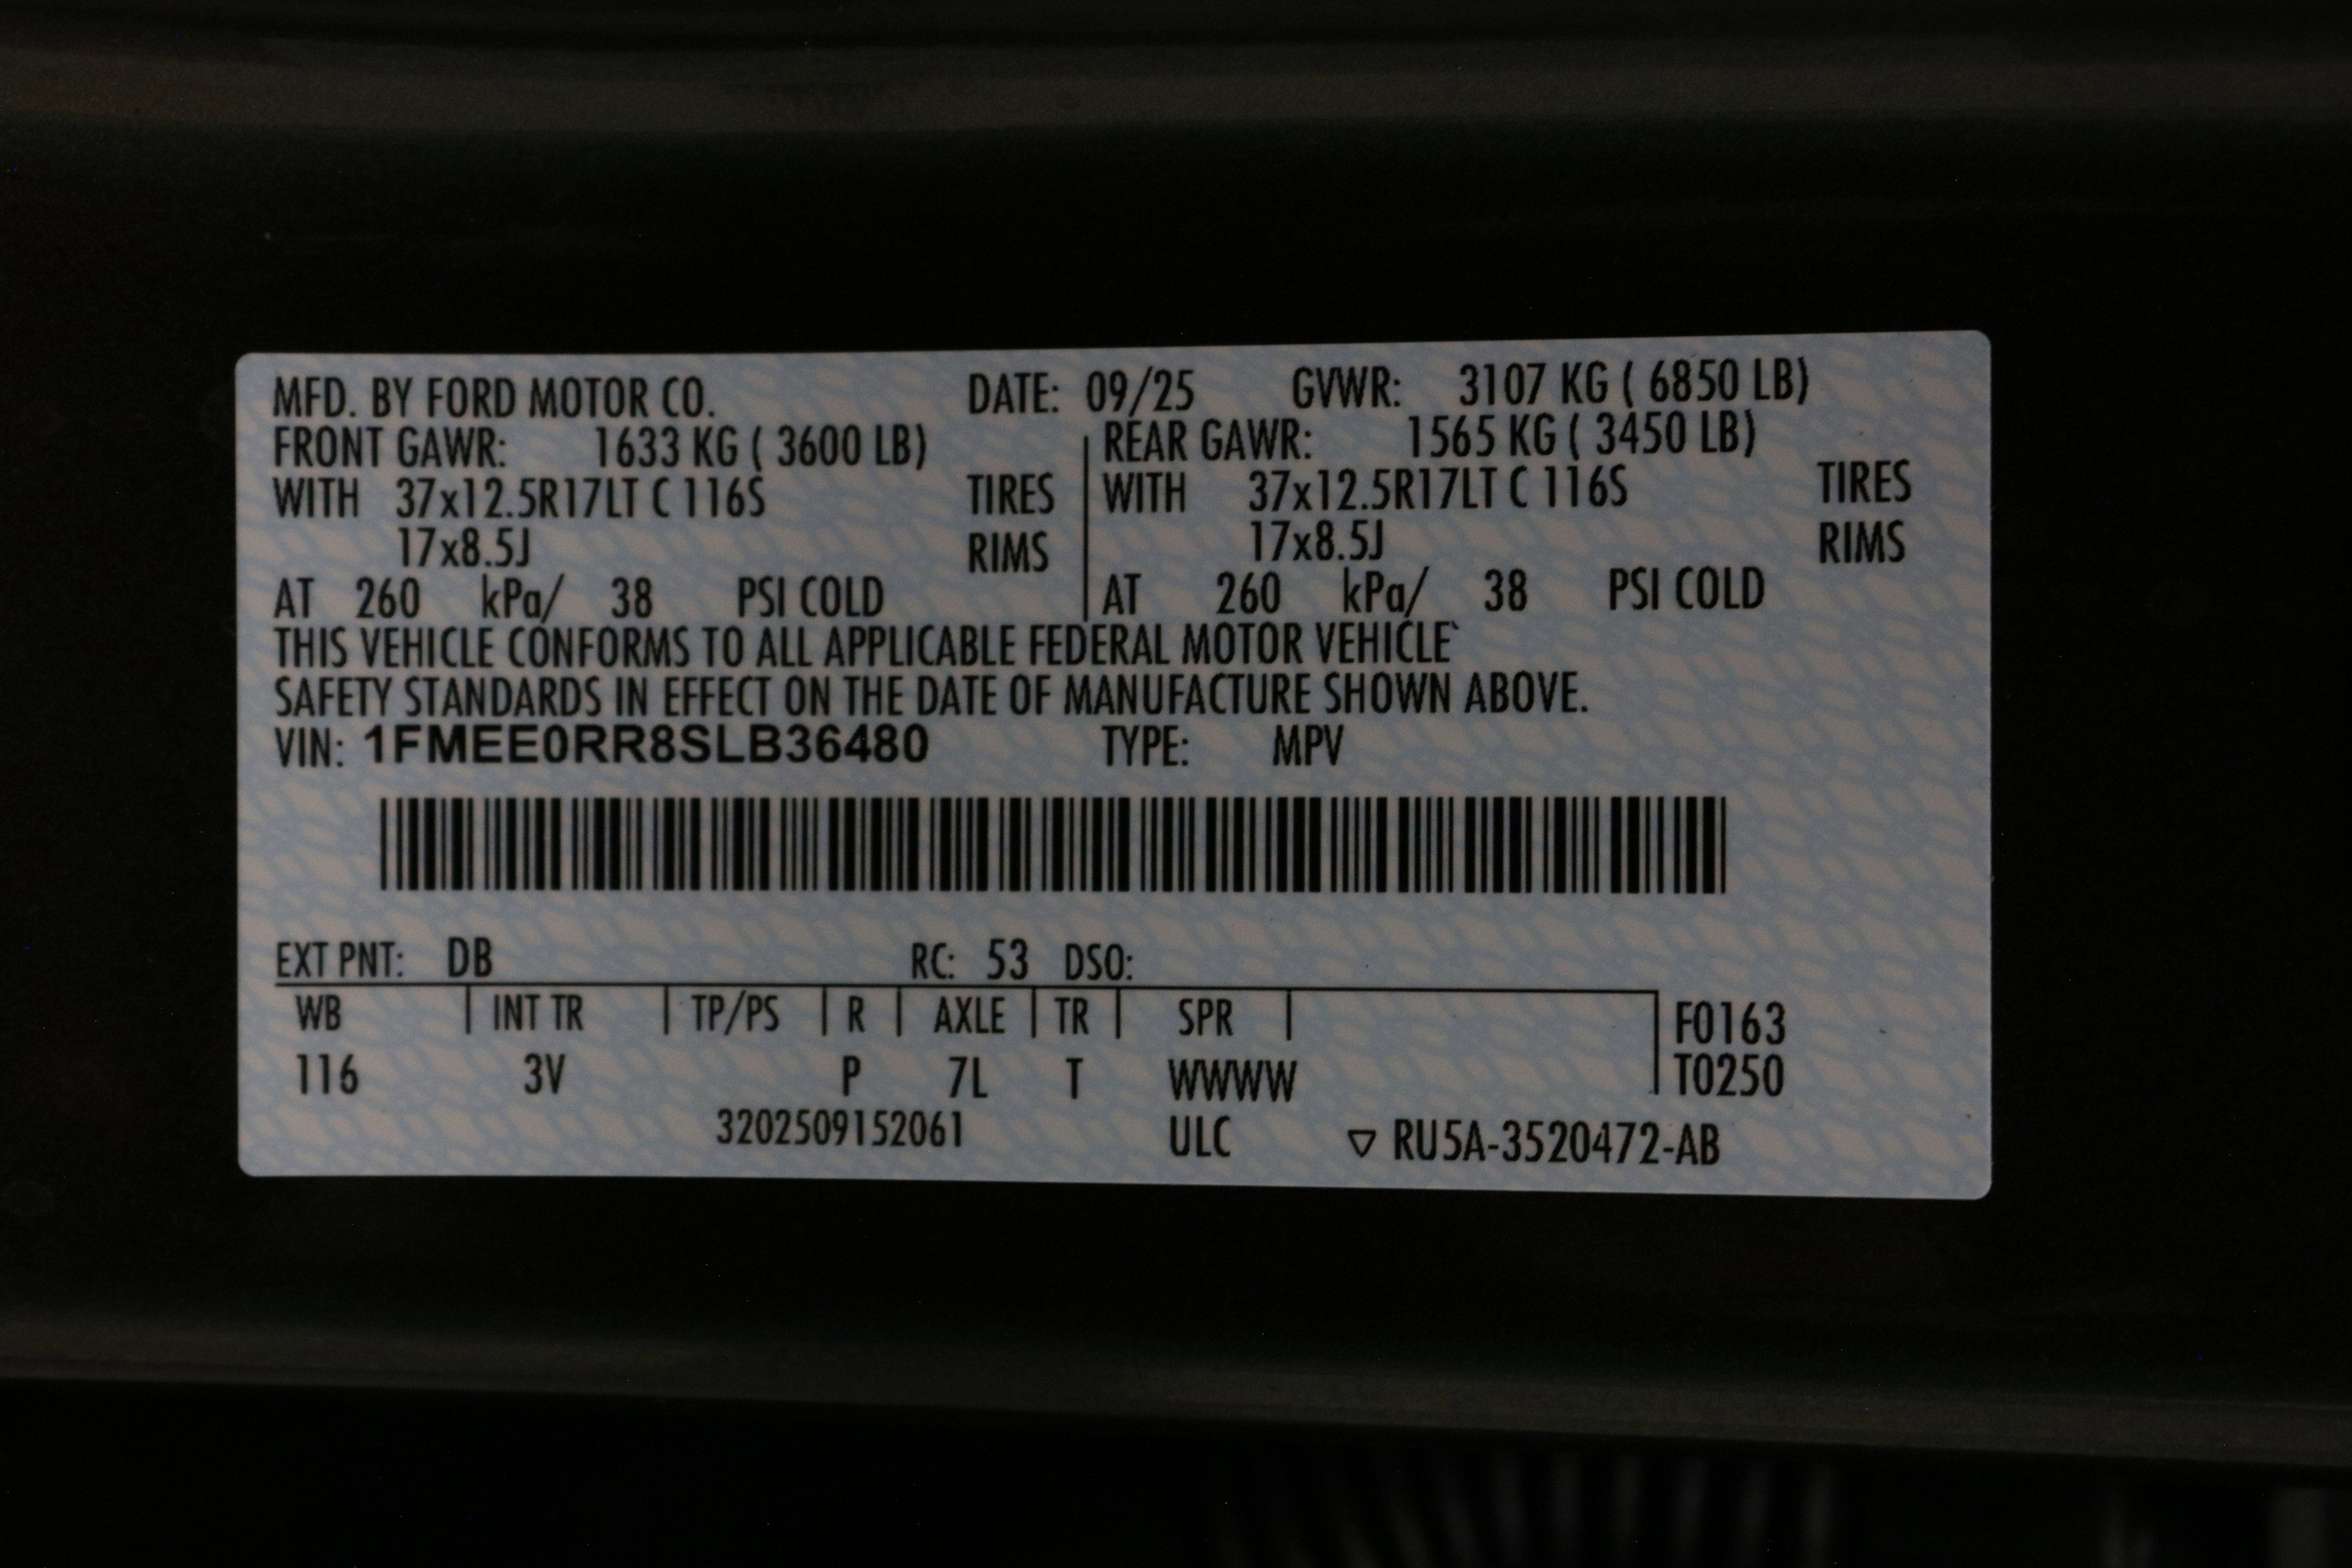 MFD. BY FORD MOTOR CO. DATE: 09/25 GVWR: 3107 KG ( 6850 LB)
FRONT GAWR: 1633 KG ( 3600 LB) REAR GAWR: 1565 KG ( 3450 LB)
WITH 37x12.5R17LT C 116S TIRES WITH 37x12.5R17LT C 116S TIRES
17x8.5J RIMS 17x8.5J RIMS
AT 260 kPa/ 38 PSI COLD AT 260 kPa/ 38 PSI COLD
THIS VEHICLE CONFORMS TO ALL APPLICABLE FEDERAL MOTOR VEHICLE
SAFETY STANDARDS IN EFFECT ON THE DATE OF MANUFACTURE SHOWN ABOVE.
VIN: 1FMEE0RR8SLB36480 TYPE: MPV
EXT PNT: DB RC: 53 DSO:
WB INT TR TP/PS R AXLE TR SPR F0163
116 3V P 7L T WWWW T0250
3202509152061 ULC ▽ RU5A-3520472-AB